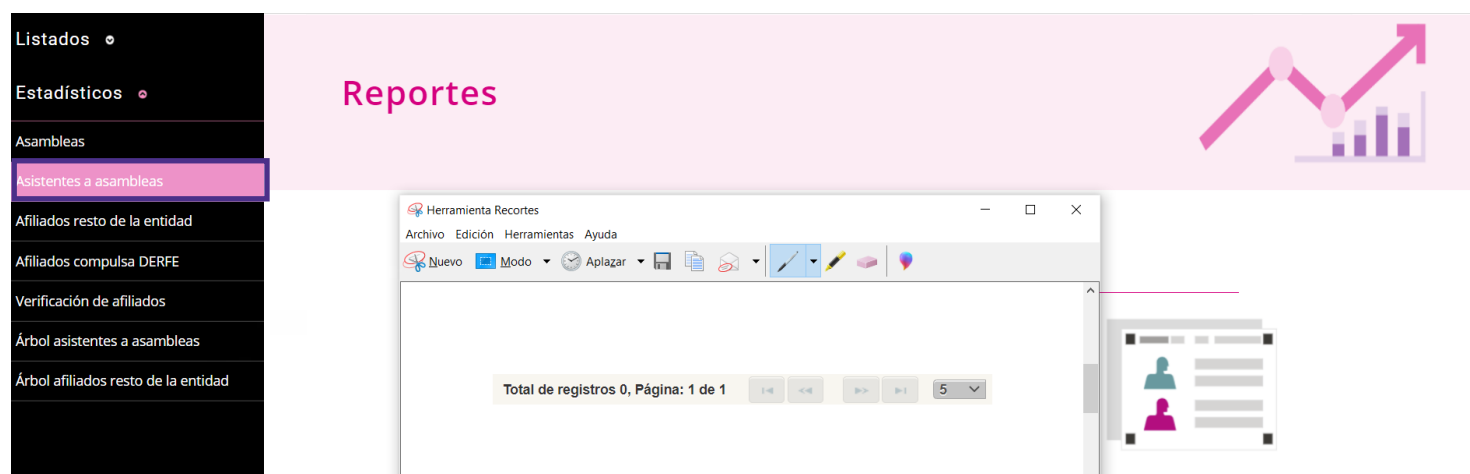 Listados
Estadísticos
Asambleas
Asistentes a asambleas
Afiliados resto de la entidad
Afiliados compulsa DERFE
Verificación de afiliados
Árbol asistentes a asambleas
Árbol afiliados resto de la entidad
Reportes
Herramienta Recortes
Archivo Edición Herramientas Ayuda
Nuevo Modo Aplazar
Total de registros 0, Página: 1 de 1 5